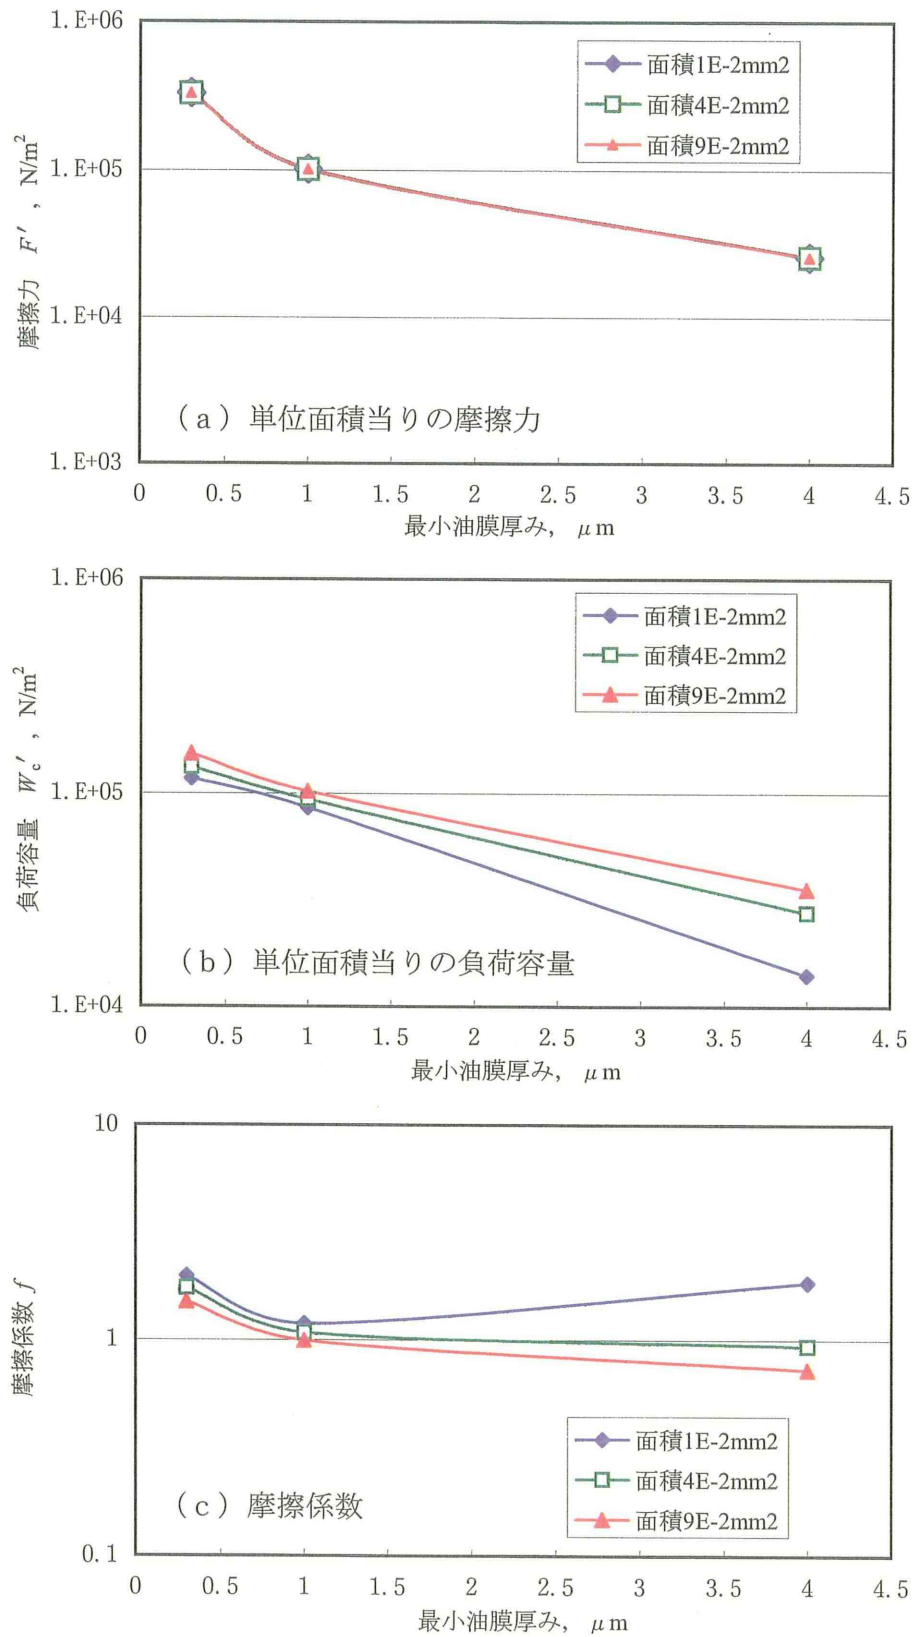 1.E+06
1.E+05
1.E+04
1.E+03
摩擦力 F′, N/m²
面積1E-2mm2
面積4E-2mm2
面積9E-2mm2
(a)単位面積当りの摩擦力
0 0.5 1 1.5 2 2.5 3 3.5 4 4.5
最小油膜厚み, μm
1.E+06
1.E+05
1.E+04
負荷容量 Wc′, N/m²
面積1E-2mm2
面積4E-2mm2
面積9E-2mm2
(b)単位面積当りの負荷容量
0 0.5 1 1.5 2 2.5 3 3.5 4 4.5
最小油膜厚み, μm
10
1
0.1
摩擦係数 f
面積1E-2mm2
面積4E-2mm2
面積9E-2mm2
(c)摩擦係数
0 0.5 1 1.5 2 2.5 3 3.5 4 4.5
最小油膜厚み, μm